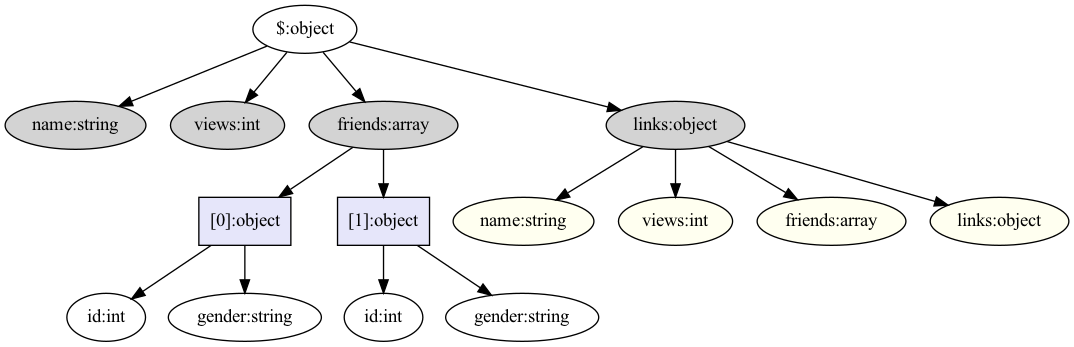 $:object
name:string
views:int
friends:array
links:object
[0]:object
[1]:object
name:string
views:int
friends:array
links:object
id:int
gender:string
id:int
gender:string